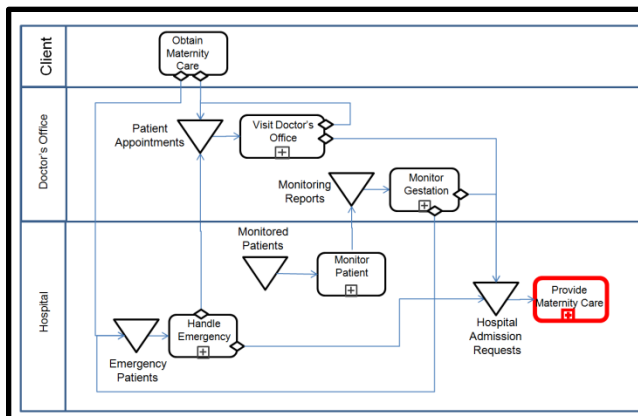 Client
Obtain
Maternity
Care
Doctor's Office
Patient
Appointments
Visit Doctor's
Office
Monitoring
Reports
Monitor
Gestation
Hospital
Monitored
Patients
Monitor
Patient
Provide
Maternity Care
Handle
Emergency
Hospital
Admission
Requests
Emergency
Patients